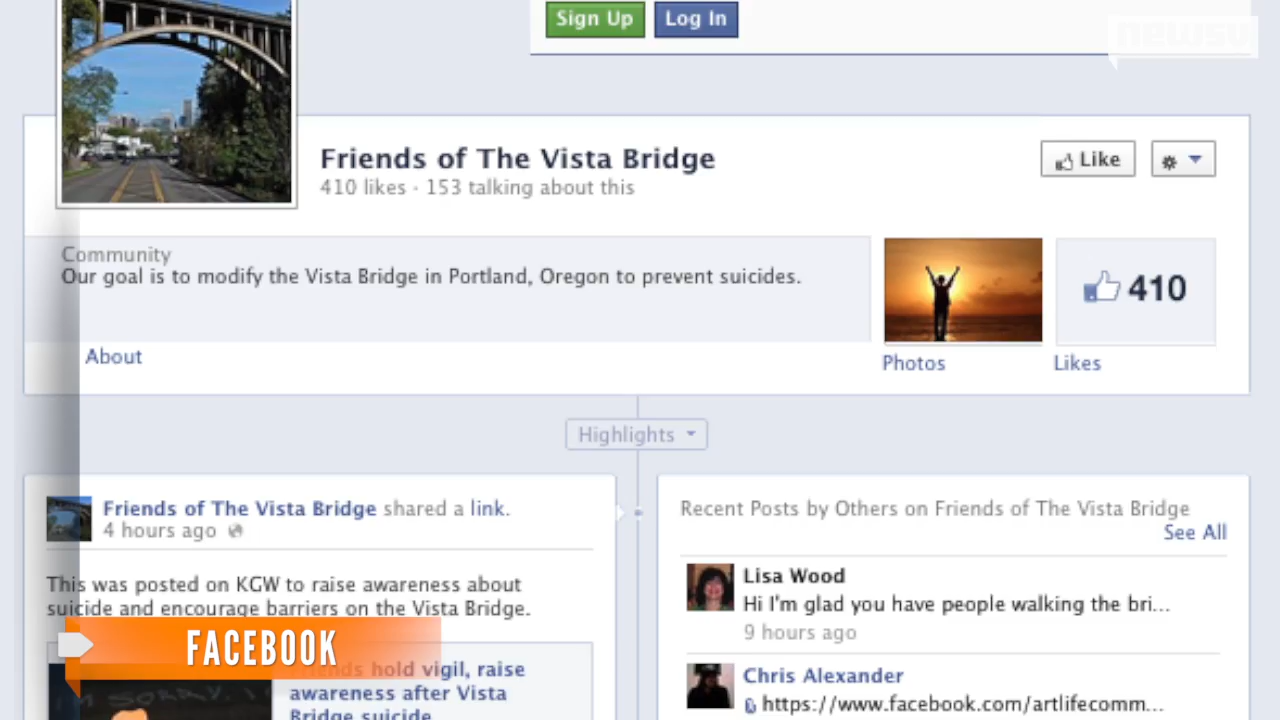 Sign Up Log In
newsy
Friends of The Vista Bridge
410 likes · 153 talking about this
Like
Community
Our goal is to modify the Vista Bridge in Portland, Oregon to prevent suicides.
410
About
Photos
Likes
Highlights
Friends of The Vista Bridge shared a link.
4 hours ago
This was posted on KGW to raise awareness about
suicide and encourage barriers on the Vista Bridge.
Friends hold vigil, raise
awareness after Vista
Bridge suicide
I'M SORRY.
Recent Posts by Others on Friends of The Vista Bridge
See All
Lisa Wood
Hi I'm glad you have people walking the bri...
9 hours ago
Chris Alexander
https://www.facebook.com/artlifecomm...
FACEBOOK